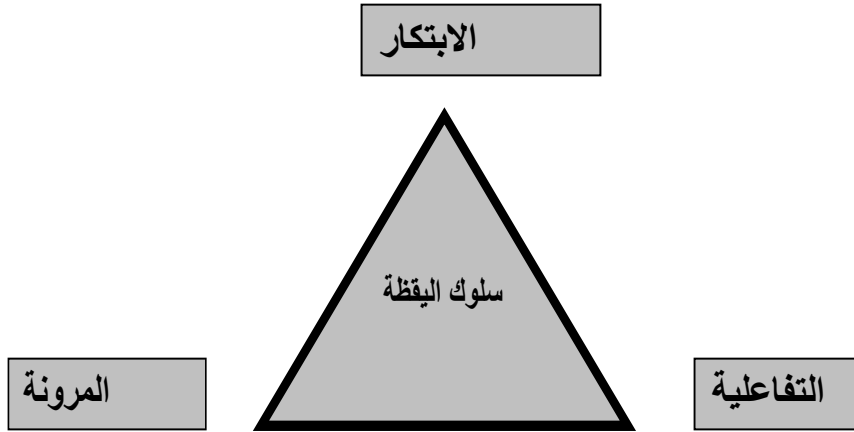 الابتكار
سلوك اليقظة
التفاعلية
المرونة